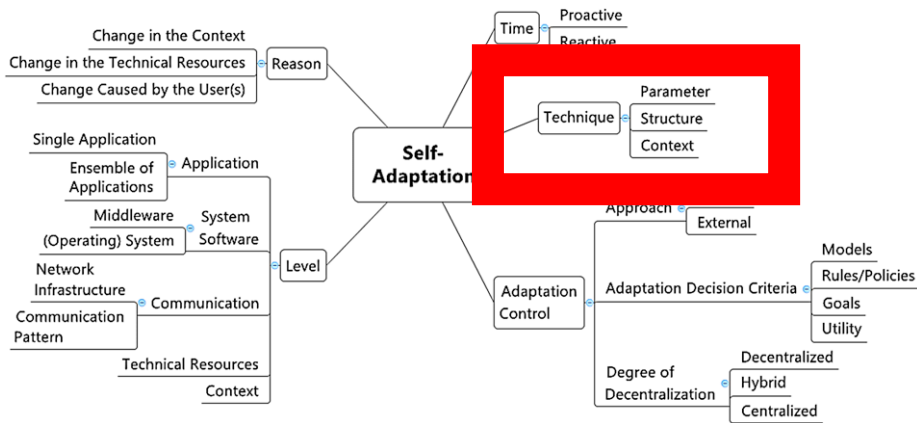 Change in the Context
Change in the Technical Resources
Change Caused by the User(s)
Reason
Single Application
Ensemble of
Applications
Application
Middleware
(Operating) System
System
Software
Network
Infrastructure
Communication
Pattern
Communication
Technical Resources
Context
Level
Self-
Adaptation
Time
Proactive
Reactive
Technique
Parameter
Structure
Context
Adaptation
Control
Approach
External
Adaptation Decision Criteria
Models
Rules/Policies
Goals
Utility
Degree of
Decentralization
Decentralized
Hybrid
Centralized